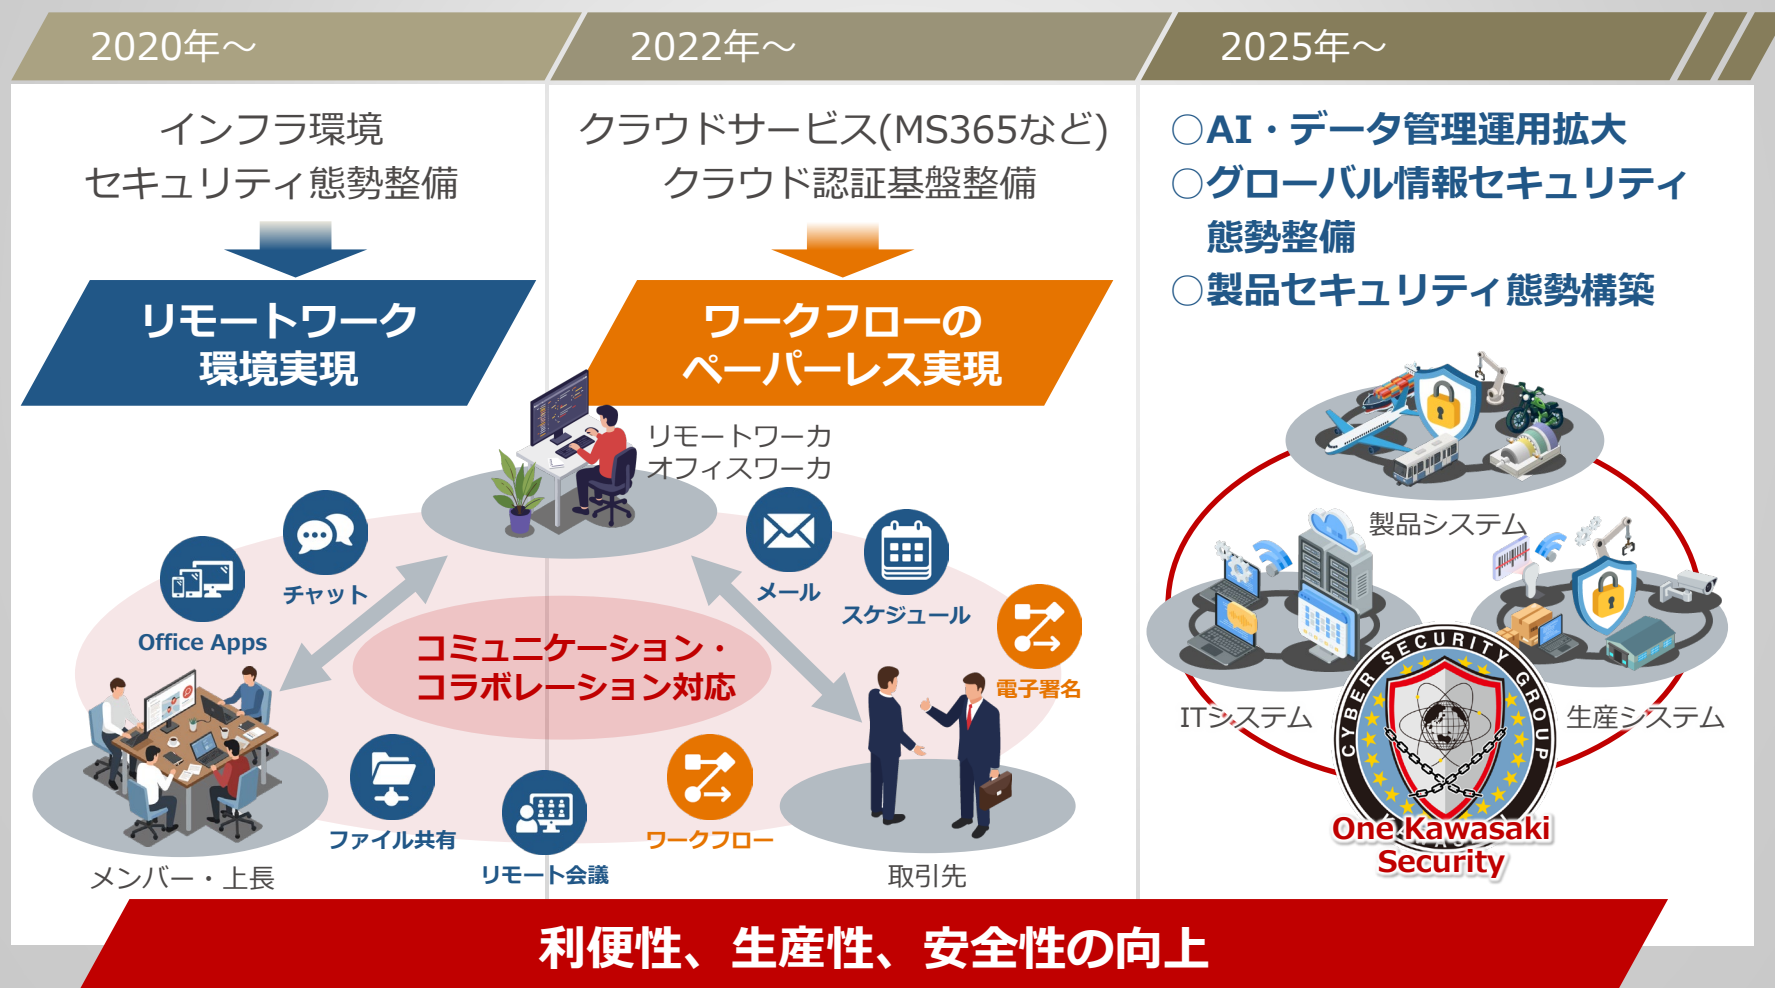 2020年～
2022年～
2025年～
インフラ環境
セキュリティ態勢整備
リモートワーク
環境実現
クラウドサービス(MS365など)
クラウド認証基盤整備
ワークフローの
ペーパーレス実現
○AI・データ管理運用拡大
○グローバル情報セキュリティ
態勢整備
○製品セキュリティ態勢構築
リモートワーカ
オフィスワーカ
チャット
Office Apps
メール
スケジュール
電子署名
コミュニケーション・
コラボレーション対応
ファイル共有
リモート会議
ワークフロー
メンバー・上長
取引先
製品システム
ITシステム
生産システム
CYBER SECURITY GROUP
One Kawasaki
Security
利便性、生産性、安全性の向上